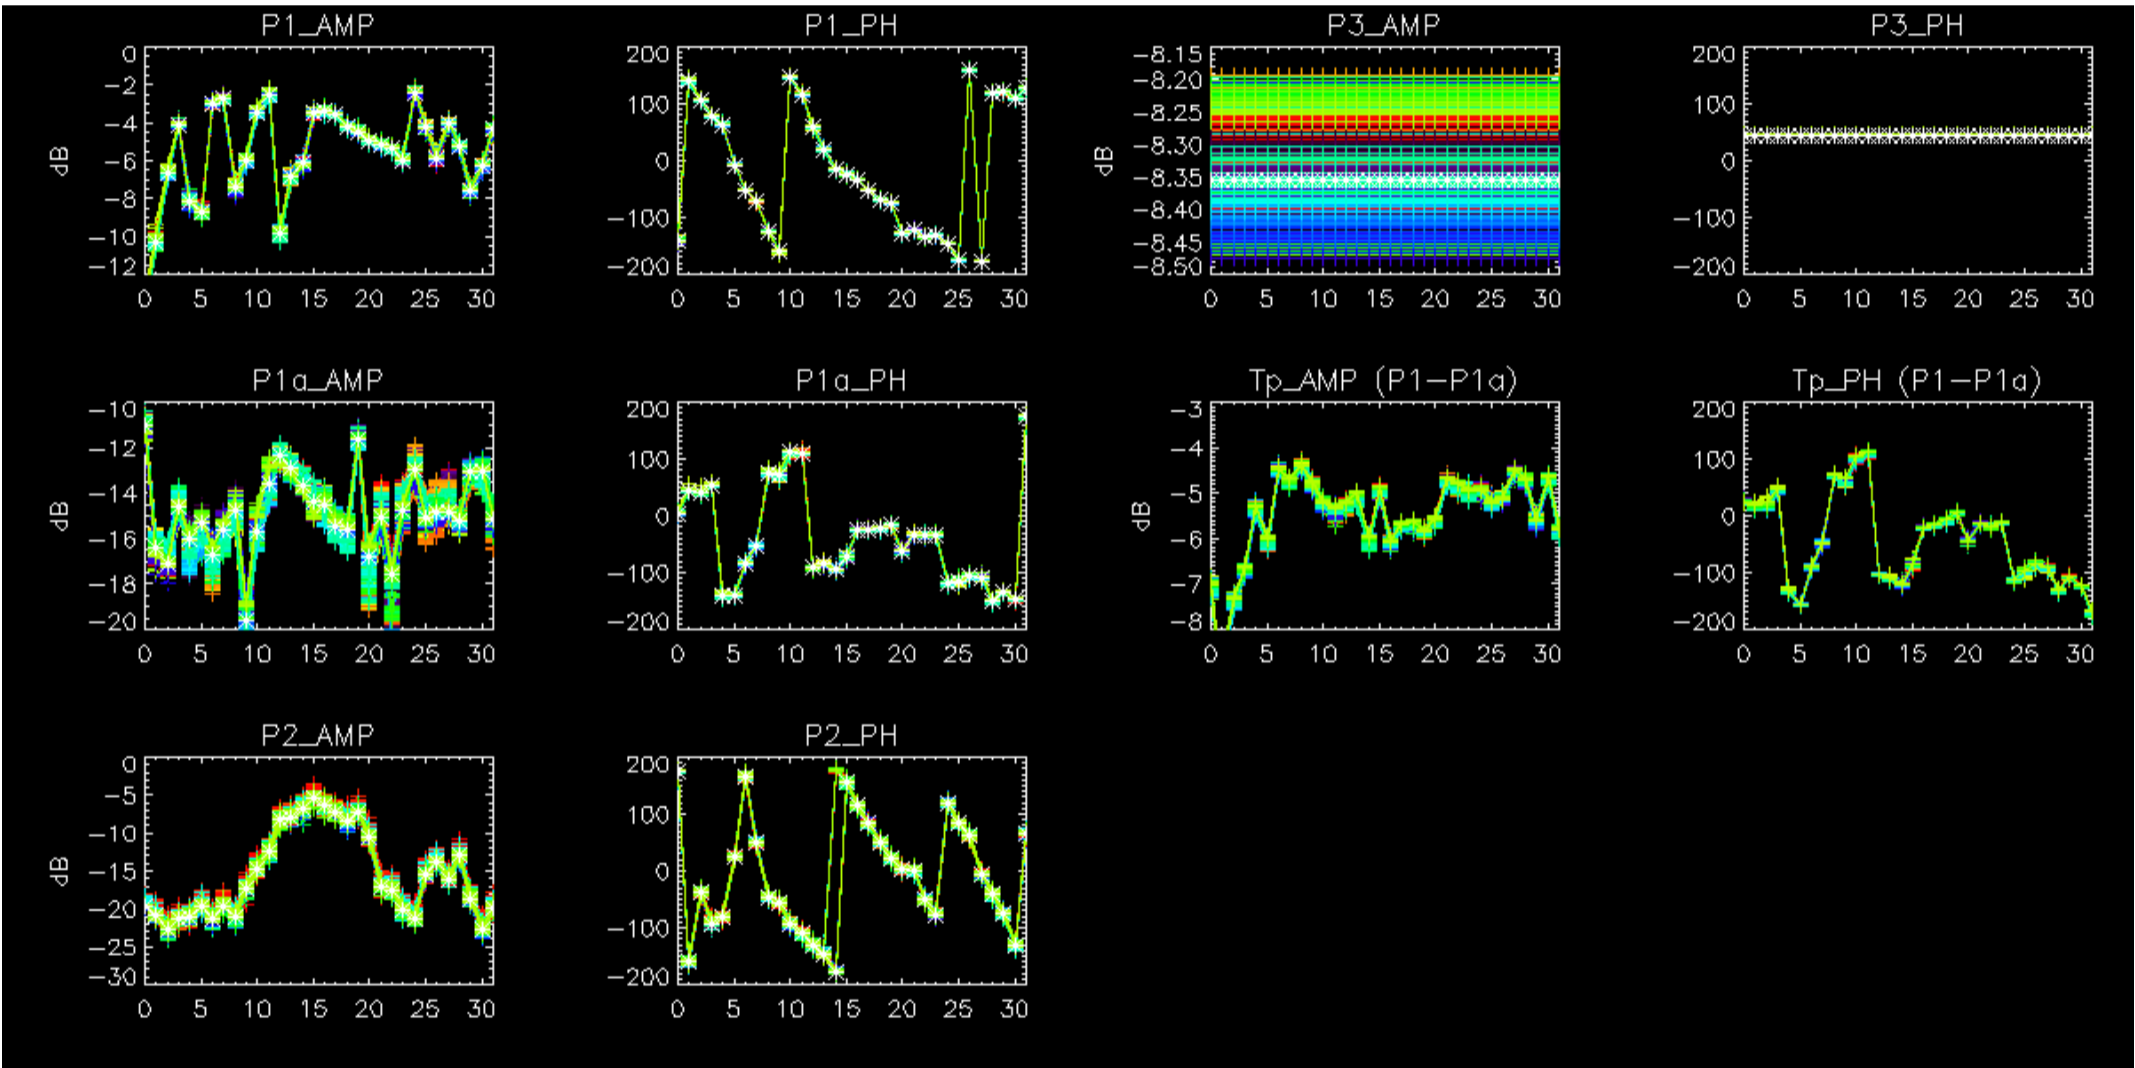 P1_AMP P1_PH P3_AMP P3_PH
0 200 -8.15 200
-2 100 -8.20 100
-4 0 -8.25 0
-6 -100 -8.30 -100
-8 -200 -8.35 -200
-10 -8.40
-12 -8.45
-8.50
dB dB
0 5 10 15 20 25 30 0 5 10 15 20 25 30 0 5 10 15 20 25 30 0 5 10 15 20 25 30
P1a_AMP P1a_PH Tp_AMP (P1-P1a) Tp_PH (P1-P1a)
-10 200 -3 200
-12 100 -4 100
-14 0 -5 0
-16 -100 -6 -100
-18 -200 -7 -200
-20 -8
dB dB
0 5 10 15 20 25 30 0 5 10 15 20 25 30 0 5 10 15 20 25 30 0 5 10 15 20 25 30
P2_AMP P2_PH
0 200
-5 100
-10 0
-15 -100
-20 -200
-25
-30
dB
0 5 10 15 20 25 30 0 5 10 15 20 25 30